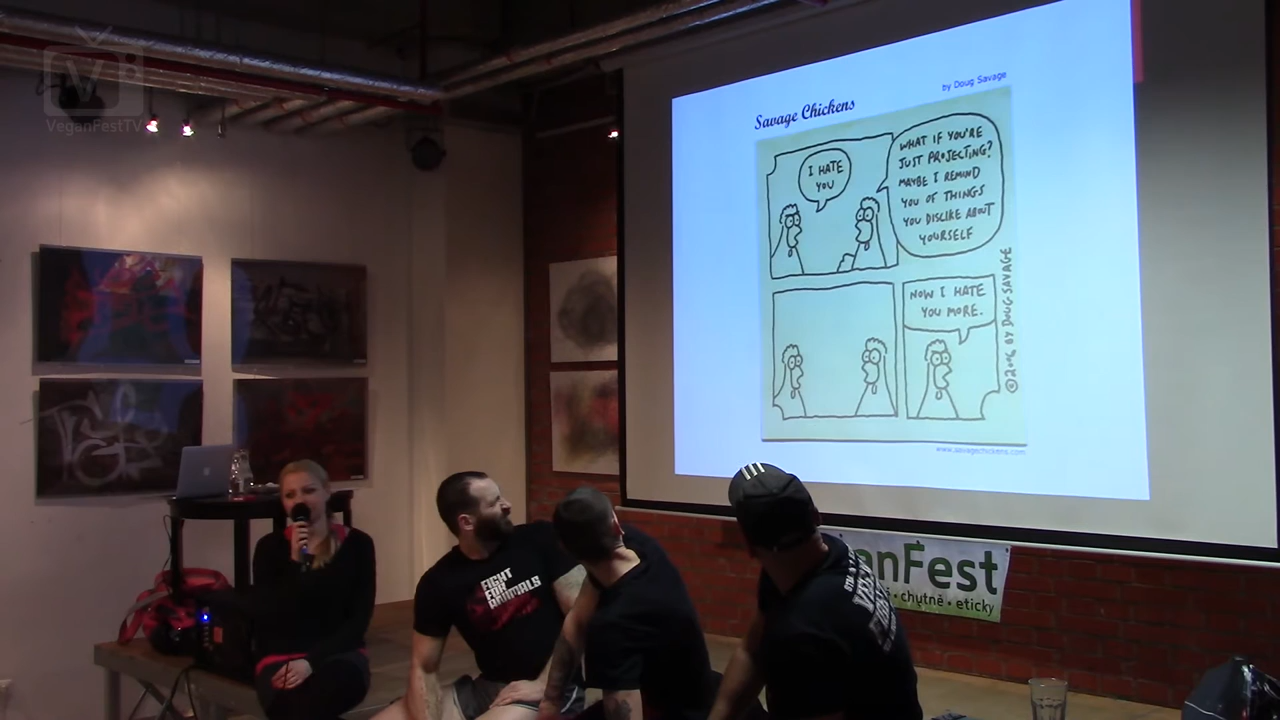 VeganFestTV
by Doug Savage
Savage Chickens
I HATE
YOU
WHAT IF YOU'RE
JUST PROJECTING?
MAYBE I REMIND
YOU OF THINGS
YOU DISLIKE ABOUT
YOURSELF
NOW I HATE
YOU MORE.
©2006 BY DOUG SAVAGE
www.savagechickens.com
FIGHT
FOR
ANIMALS
anFest
• chutně • eticky